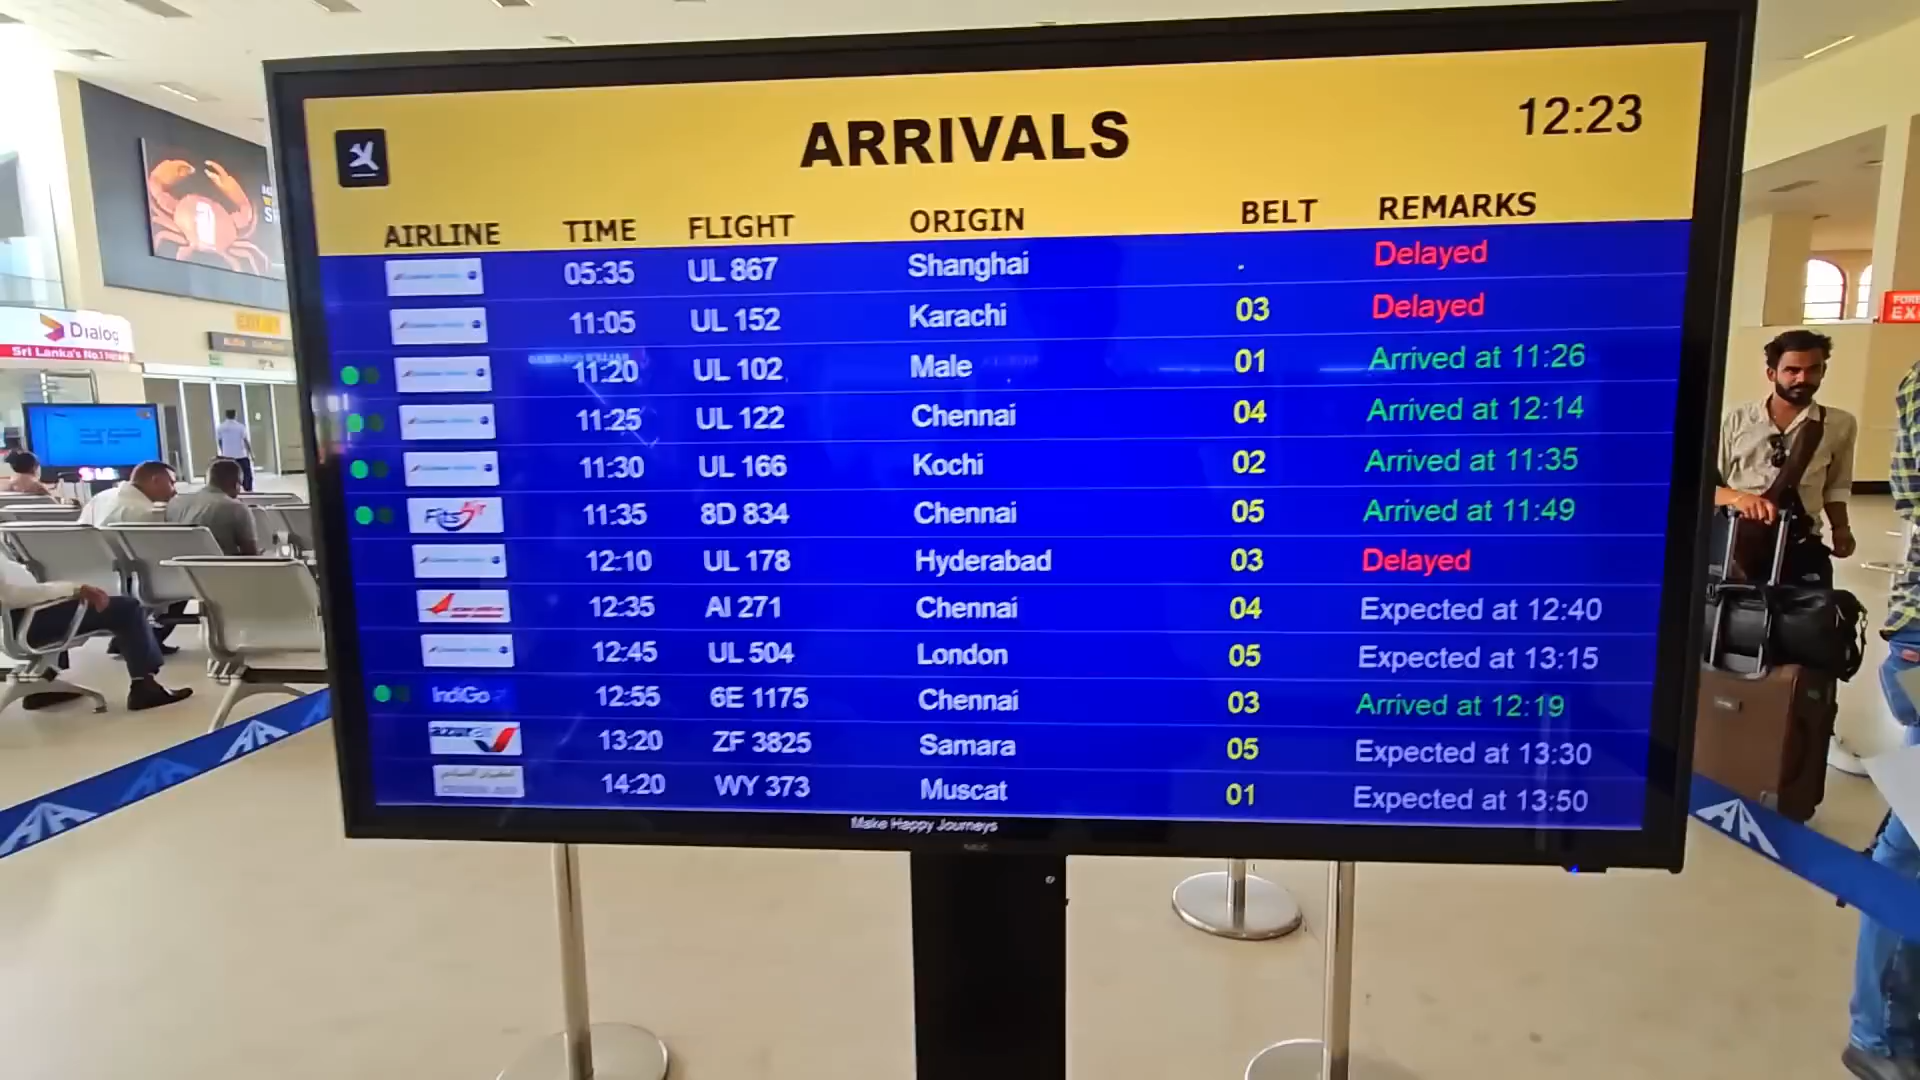 ARRIVALS
12:23
AIRLINE TIME FLIGHT ORIGIN BELT REMARKS
05:35 UL 867 Shanghai Delayed
11:05 UL 152 Karachi 03 Delayed
11:20 UL 102 Male 01 Arrived at 11:26
11:25 UL 122 Chennai 04 Arrived at 12:14
11:30 UL 166 Kochi 02 Arrived at 11:35
FitsAir 11:35 8D 834 Chennai 05 Arrived at 11:49
12:10 UL 178 Hyderabad 03 Delayed
12:35 AI 271 Chennai 04 Expected at 12:40
12:45 UL 504 London 05 Expected at 13:15
IndiGo 12:55 6E 1175 Chennai 03 Arrived at 12:19
azurair 13:20 ZF 3825 Samara 05 Expected at 13:30
14:20 WY 373 Muscat 01 Expected at 13:50
Make Happy Journeys
NEC
Dialog
Sri Lanka's No.1
EXIT